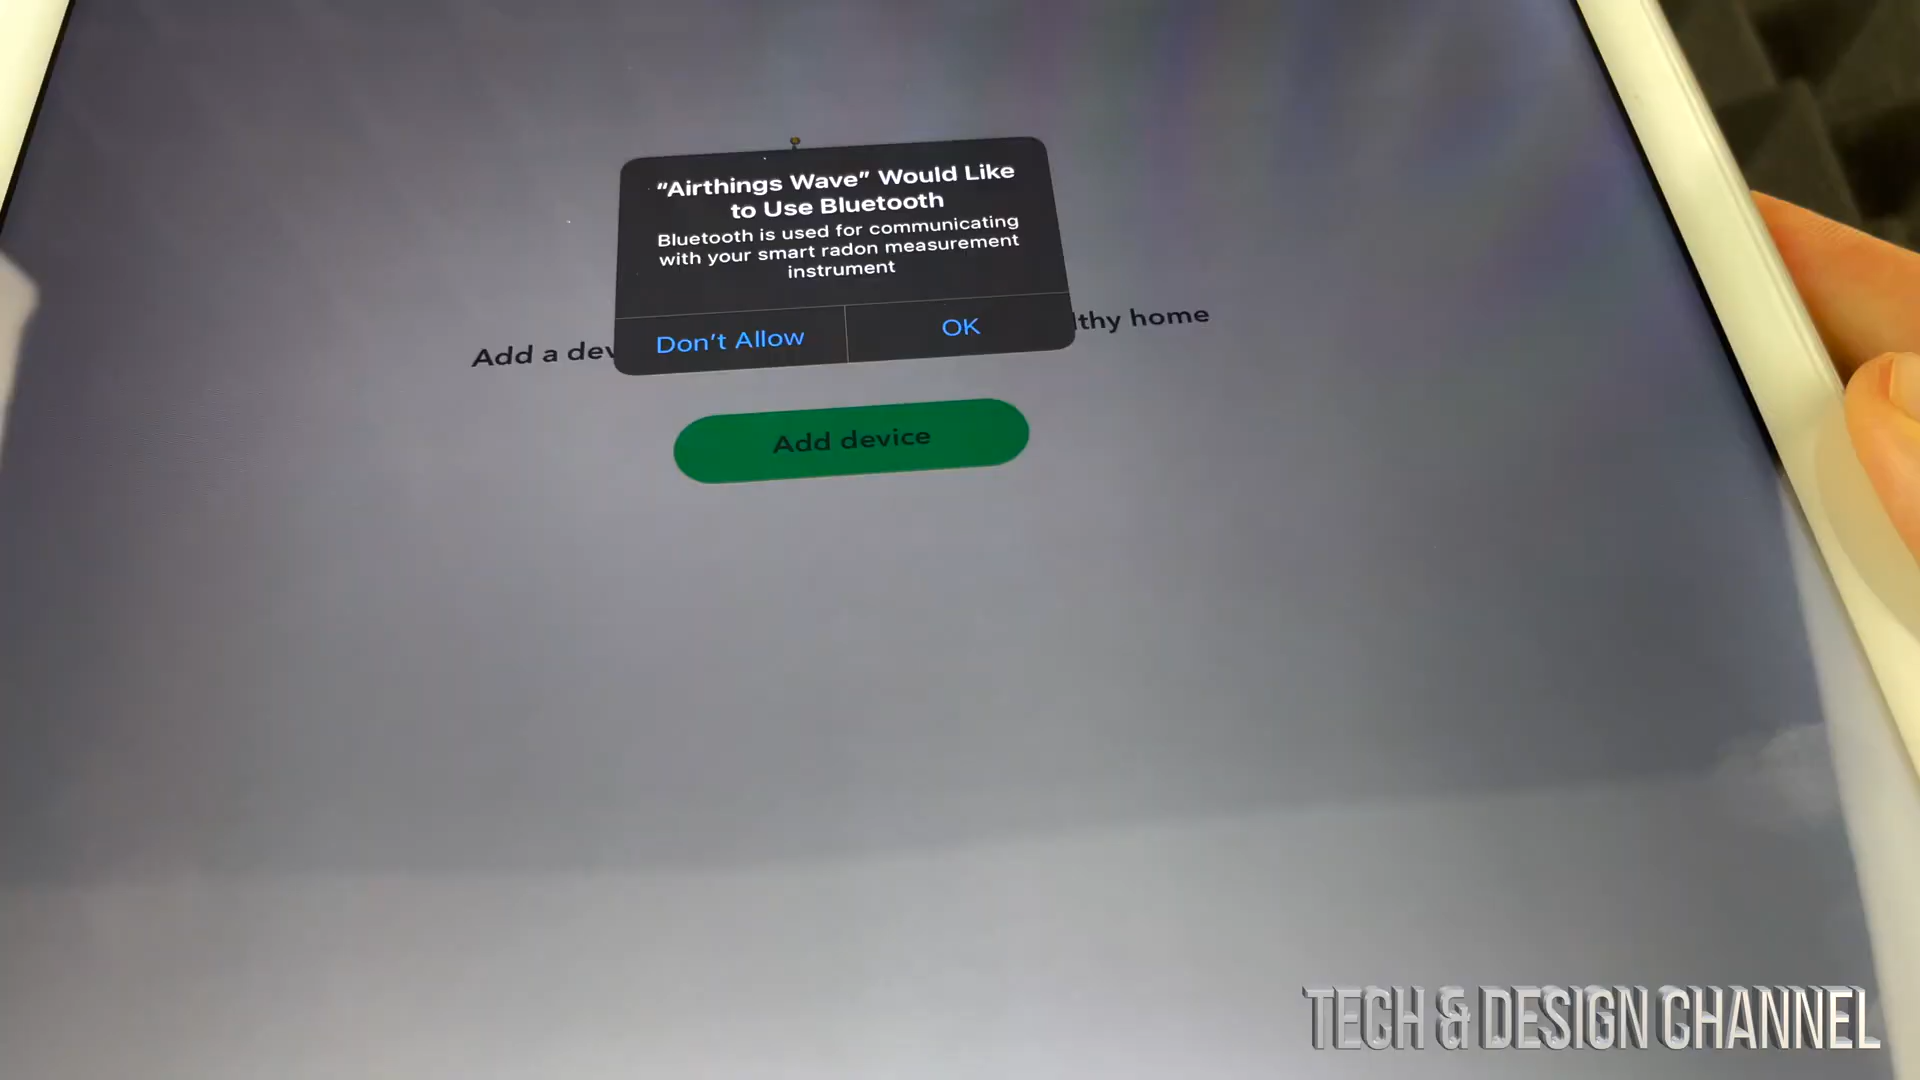 “Airthings Wave” Would Like
to Use Bluetooth
Bluetooth is used for communicating
with your smart radon measurement
instrument
Don’t Allow
OK
Add a dev
lthy home
Add device
TECH & DESIGN CHANNEL